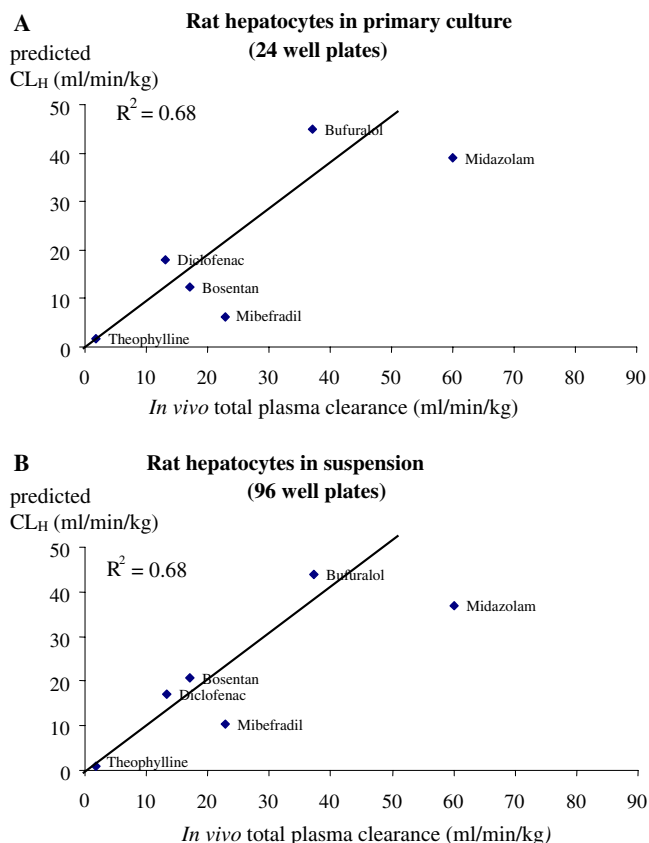 A Rat hepatocytes in primary culture
(24 well plates)
predicted
CLH (ml/min/kg)
50
R2 = 0.68
Bufuralol
40
Midazolam
30
20
Diclofenac
Bosentan
10
Mibefradil
Theophylline
0
0 10 20 30 40 50 60 70 80 90
In vivo total plasma clearance (ml/min/kg)
B Rat hepatocytes in suspension
(96 well plates)
predicted
CLH (ml/min/kg)
50
R2 = 0.68
Bufuralol
40
Midazolam
30
20
Bosentan
Diclofenac
10
Mibefradil
Theophylline
0
0 10 20 30 40 50 60 70 80 90
In vivo total plasma clearance (ml/min/kg)